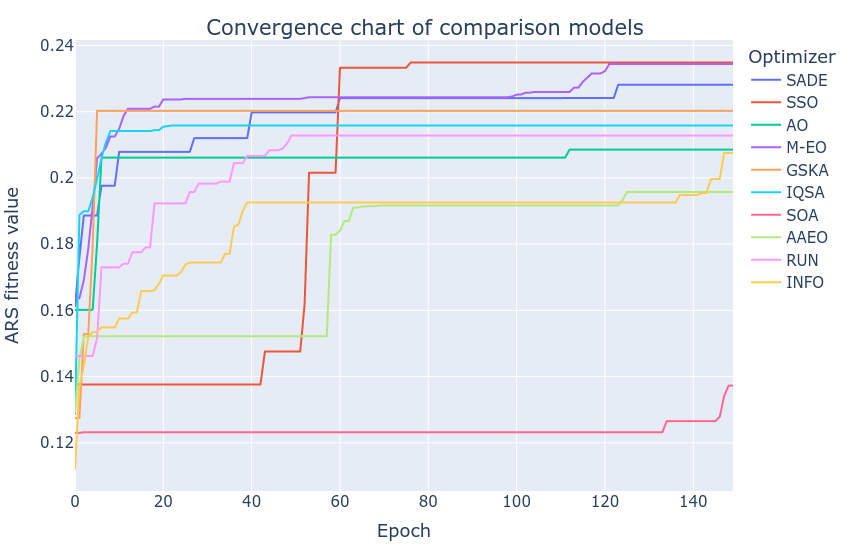 Convergence chart of comparison models
0.24
0.22
0.2
0.18
0.16
0.14
0.12
ARS fitness value
0
20
40
60
80
100
120
140
Epoch
Optimizer
SADE
SSO
AO
M-EO
GSKA
IQSA
SOA
AAEO
RUN
INFO